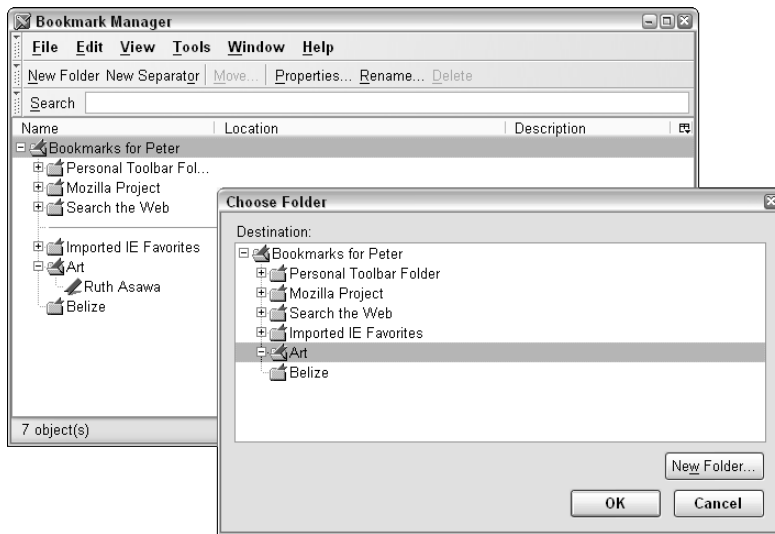 Bookmark Manager
File Edit View Tools Window Help
New Folder New Separator Move... Properties... Rename... Delete
Search
Name Location Description
Bookmarks for Peter
Personal Toolbar Fol...
Mozilla Project
Search the Web
Imported IE Favorites
Art
Ruth Asawa
Belize
7 object(s)
Choose Folder
Destination:
Bookmarks for Peter
Personal Toolbar Folder
Mozilla Project
Search the Web
Imported IE Favorites
Art
Belize
New Folder...
OK Cancel